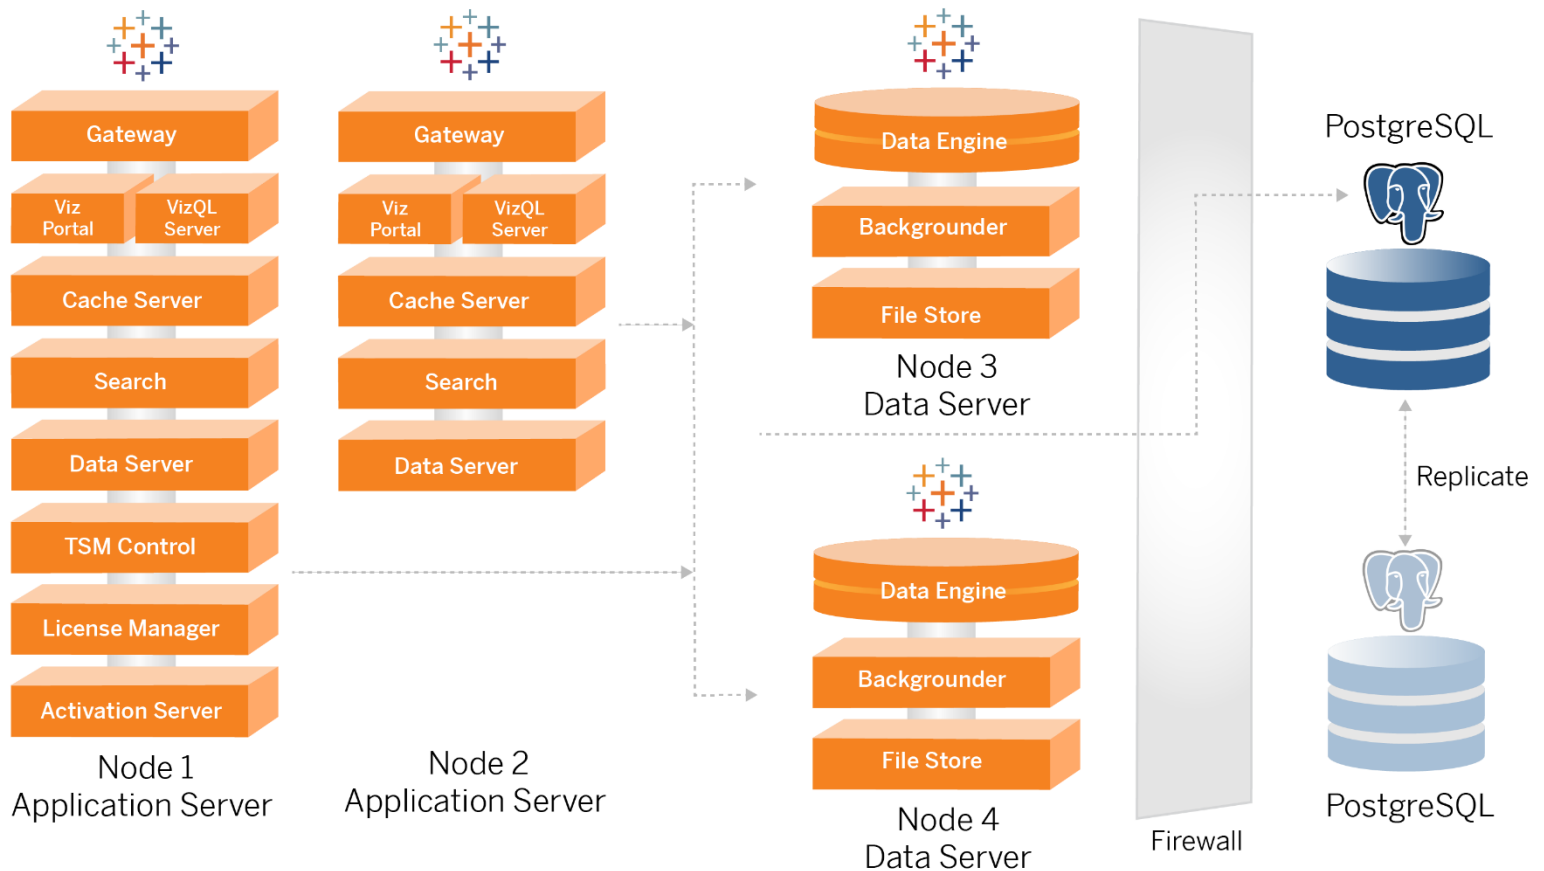 Gateway
Viz
Portal
VizQL
Server
Cache Server
Search
Data Server
TSM Control
License Manager
Activation Server
Node 1
Application Server
Gateway
Viz
Portal
VizQL
Server
Cache Server
Search
Data Server
Node 2
Application Server
Data Engine
Backgrounder
File Store
Node 3
Data Server
Data Engine
Backgrounder
File Store
Node 4
Data Server
Firewall
PostgreSQL
Replicate
PostgreSQL